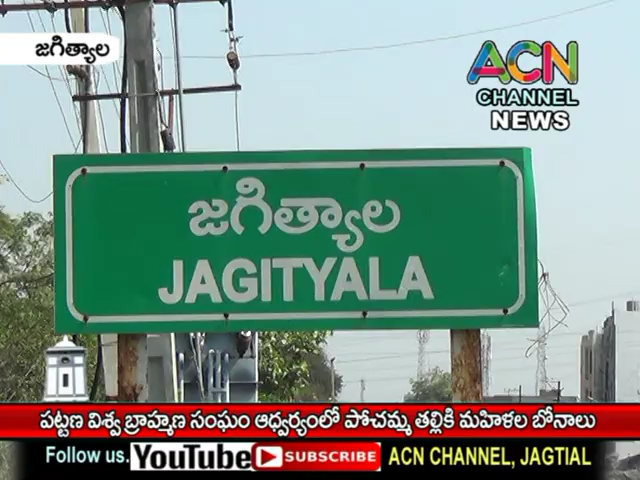 జగిత్యాల
ACN
CHANNEL
NEWS
జగిత్యాల
JAGITYALA
పట్టణ విశ్వ బ్రాహ్మణ సంఘం ఆధ్వర్యంలో పోచమ్మ తల్లికి మహిళల బోనాలు
Follow us. YouTube SUBSCRIBE ACN CHANNEL, JAGTIAL